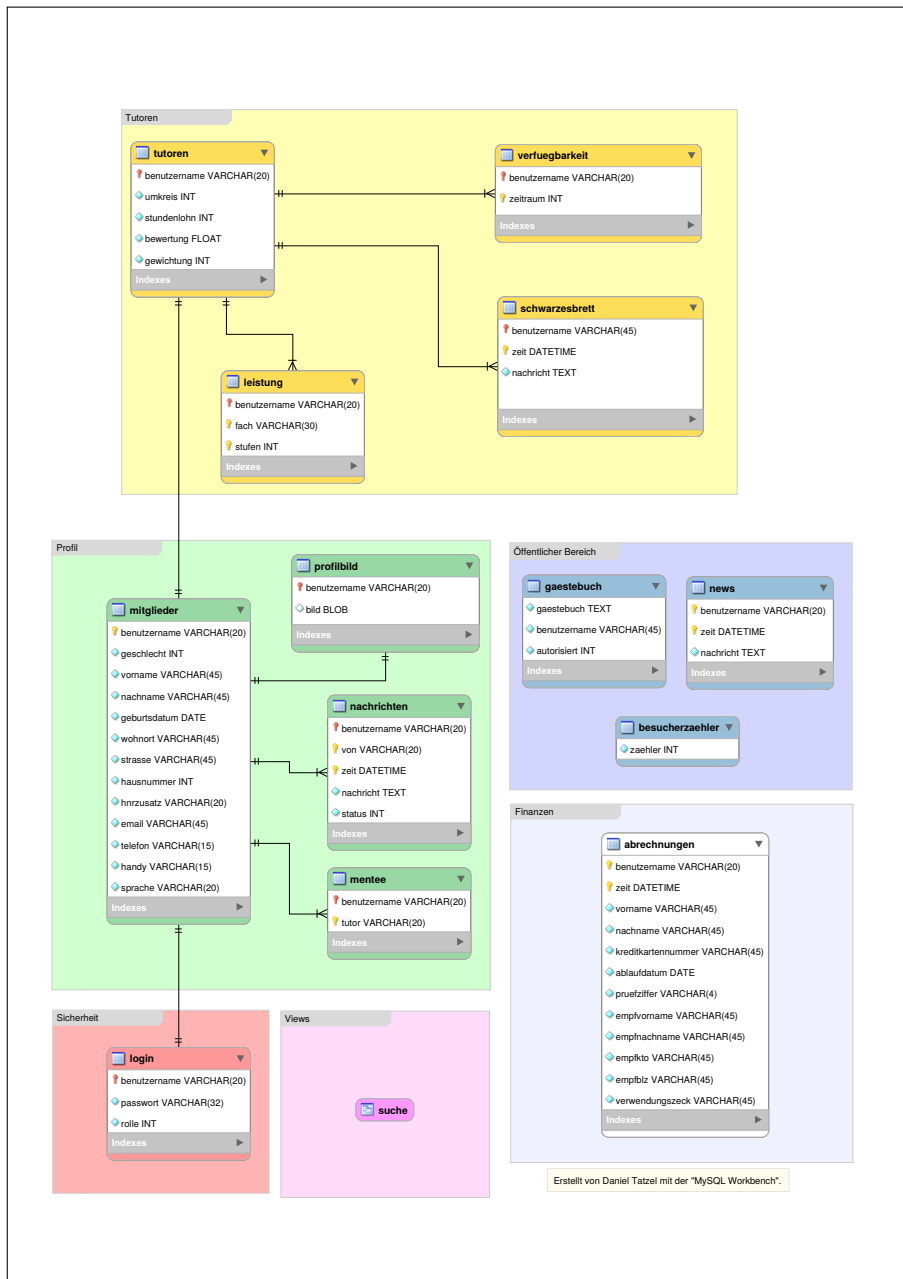 Tutoren
tutoren
benutzername VARCHAR(20)
umkreis INT
stundenlohn INT
bewertung FLOAT
gewichtung INT
Indexes
verfuegbarkeit
benutzername VARCHAR(20)
zeitraum INT
Indexes
schwarzesbrett
benutzername VARCHAR(45)
zeit DATETIME
nachricht TEXT
Indexes
leistung
benutzername VARCHAR(20)
fach VARCHAR(30)
stufen INT
Indexes
Profil
profilbild
benutzername VARCHAR(20)
bild BLOB
Indexes
mitglieder
benutzername VARCHAR(20)
geschlecht INT
vorname VARCHAR(45)
nachname VARCHAR(45)
geburtsdatum DATE
wohnort VARCHAR(45)
strasse VARCHAR(45)
hausnummer INT
hnrzusatz VARCHAR(20)
email VARCHAR(45)
telefon VARCHAR(15)
handy VARCHAR(15)
sprache VARCHAR(20)
Indexes
nachrichten
benutzername VARCHAR(20)
von VARCHAR(20)
zeit DATETIME
nachricht TEXT
status INT
Indexes
mentee
benutzername VARCHAR(20)
tutor VARCHAR(20)
Indexes
Öffentlicher Bereich
gaestebuch
gaestebuch TEXT
benutzername VARCHAR(45)
autorisiert INT
Indexes
news
benutzername VARCHAR(20)
zeit DATETIME
nachricht TEXT
Indexes
besucherzaehler
zaehler INT
Finanzen
abrechnungen
benutzername VARCHAR(20)
zeit DATETIME
vorname VARCHAR(45)
nachname VARCHAR(45)
kreditkartennummer VARCHAR(45)
ablaufdatum DATE
pruefziffer VARCHAR(4)
empfvorname VARCHAR(45)
empfnachname VARCHAR(45)
empfkto VARCHAR(45)
empfblz VARCHAR(45)
verwendungszeck VARCHAR(45)
Indexes
Sicherheit
login
benutzername VARCHAR(20)
passwort VARCHAR(32)
rolle INT
Indexes
Views
suche
Erstellt von Daniel Tatzel mit der "MySQL Workbench".